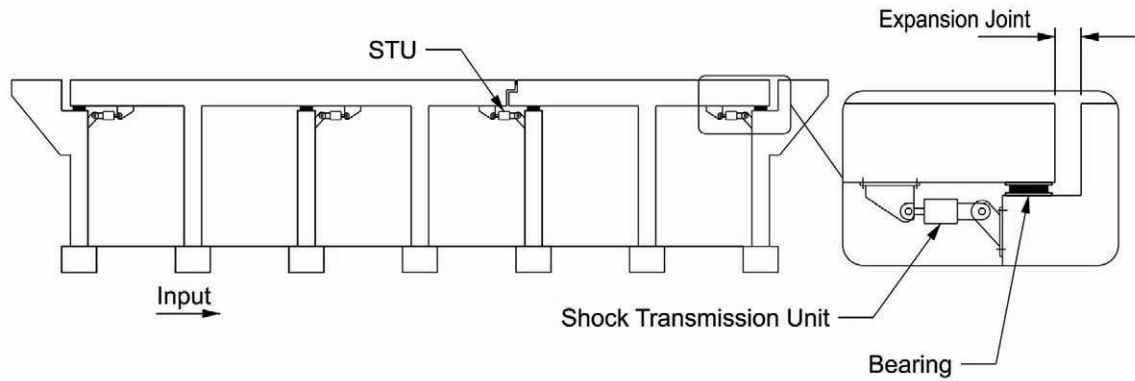 Expansion Joint
STU
Input
Shock Transmission Unit
Bearing